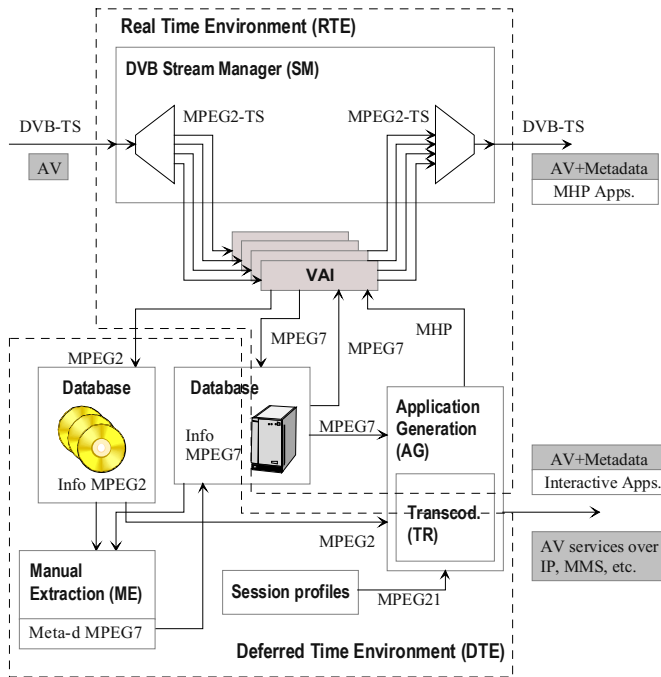 Real Time Environment (RTE)
DVB Stream Manager (SM)
MPEG2-TS
MPEG2-TS
DVB-TS
AV
DVB-TS
AV+Metadata
MHP Apps.
VAI
MPEG2
MPEG7
MPEG7
MHP
Database
Info MPEG2
Database
Info
MPEG7
MPEG7
Application
Generation
(AG)
Transcod.
(TR)
MPEG2
AV+Metadata
Interactive Apps.
AV services over
IP, MMS, etc.
Manual
Extraction (ME)
Meta-d MPEG7
Session profiles
MPEG21
Deferred Time Environment (DTE)